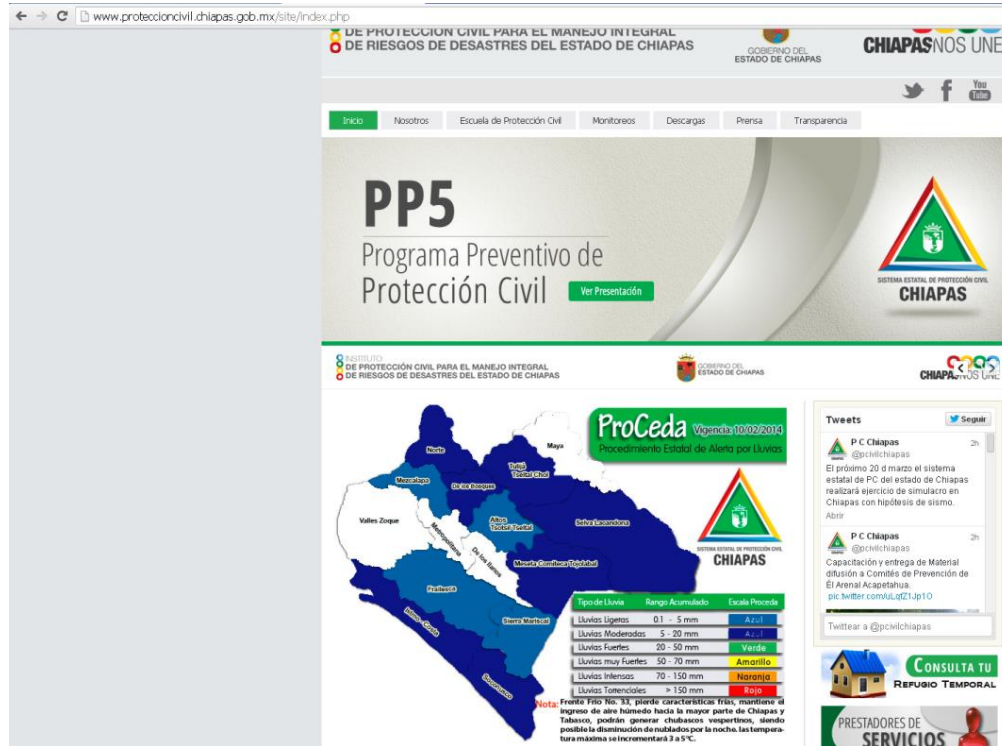 www.proteccioncivil.chiapas.gob.mx/site/index.php
DE PROTECCIÓN CIVIL PARA EL MANEJO INTEGRAL
DE RIESGOS DE DESASTRES DEL ESTADO DE CHIAPAS
GOBIERNO DEL
ESTADO DE CHIAPAS
CHIAPASNOS UNE
You
Tube
Inicio Nosotros Escuela de Protección Civil Monitoreos Descargas Prensa Transparencia
PP5
Programa Preventivo de
Protección Civil
Ver Presentación
SISTEMA ESTATAL DE PROTECCIÓN CIVIL
CHIAPAS
INSTITUTO
DE PROTECCIÓN CIVIL PARA EL MANEJO INTEGRAL
DE RIESGOS DE DESASTRES DEL ESTADO DE CHIAPAS
GOBIERNO DEL
ESTADO DE CHIAPAS
CHIAPASNOS UNE
ProCeda Vigencia: 10/02/2014
Procedimiento Estatal de Alerta por Lluvias
Norte
Maya
Tulijá
Tseltal Chol
Mezcalapa
De los Bosques
Valles Zoque
Metropolitana
Altos
Tsotsil Tseltal
Selva Lacandona
De los llanos
Meseta Comiteca Tojolabal
Frailesca
Sierra Mariscal
Istmo - Costa
Soconusco
SISTEMA ESTATAL DE PROTECCIÓN CIVIL
CHIAPAS
Tipo de Lluvia Rango Acumulado Escala Proceda
Lluvias Ligeras 0.1 - 5 mm Azul
Lluvias Moderadas 5 - 20 mm Azul
Lluvias Fuertes 20 - 50 mm Verde
Lluvias muy Fuertes 50 - 70 mm Amarillo
Lluvias Intensas 70 - 150 mm Naranja
Lluvias Torrenciales > 150 mm Rojo
Nota: Frente Frío No. 33, pierde características frías, mantiene el
ingreso de aire húmedo hacia la mayor parte de Chiapas y
Tabasco, podrán generar chubascos vespertinos, siendo
posible la disminución de nublados por la noche. las tempera-
tura máxima se incrementará 3 a 5°C.
Tweets
Seguir
P C Chiapas 2h
@pcivilchiapas
El próximo 20 d marzo el sistema
estatal de PC del estado de Chiapas
realizará ejercicio de simulacro en
Chiapas con hipótesis de sismo.
Abrir
P C Chiapas 2h
@pcivilchiapas
Capacitación y entrega de Material
difusión a Comités de Prevención de
Él Arenal Acapetahua.
pic.twitter.com/uLqfZ1Jp1O
Twittear a @pcivilchiapas
CONSULTA TU
REFUGIO TEMPORAL
PRESTADORES DE
SERVICIOS